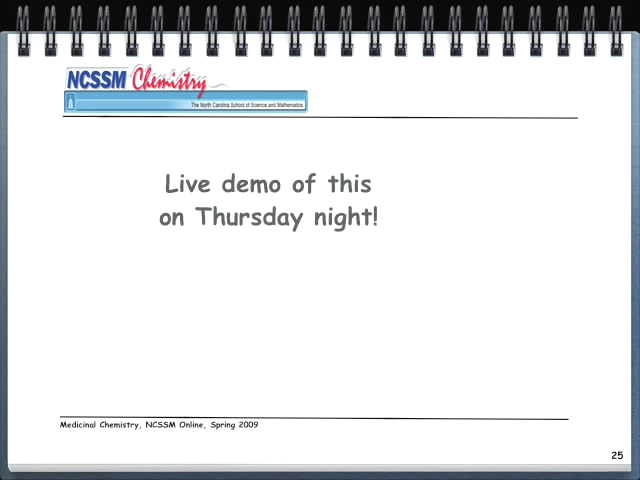 NCSSM Chemistry
The North Carolina School of Science and Mathematics
Live demo of this
on Thursday night!
Medicinal Chemistry, NCSSM Online, Spring 2009
25